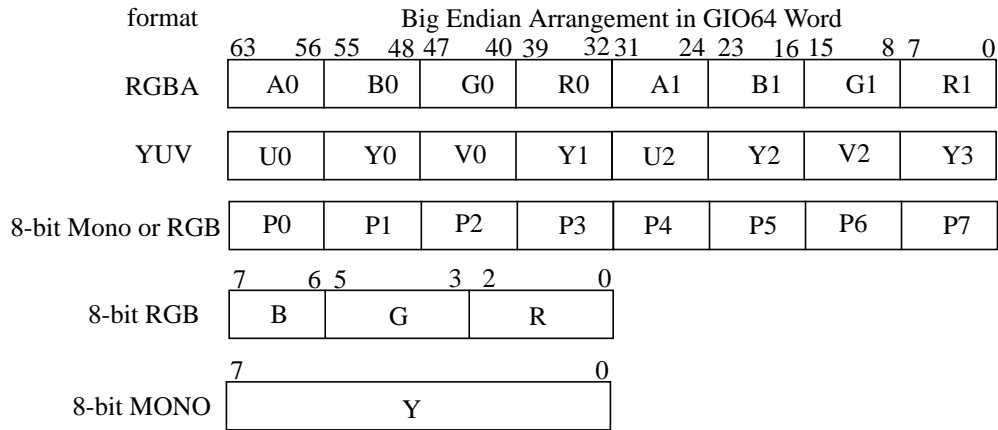 format Big Endian Arrangement in GIO64 Word
63 56 55 48 47 40 39 32 31 24 23 16 15 8 7 0
RGBA A0 B0 G0 R0 A1 B1 G1 R1
YUV U0 Y0 V0 Y1 U2 Y2 V2 Y3
8-bit Mono or RGB P0 P1 P2 P3 P4 P5 P6 P7
7 6 5 3 2 0
8-bit RGB B G R
7 0
8-bit MONO Y